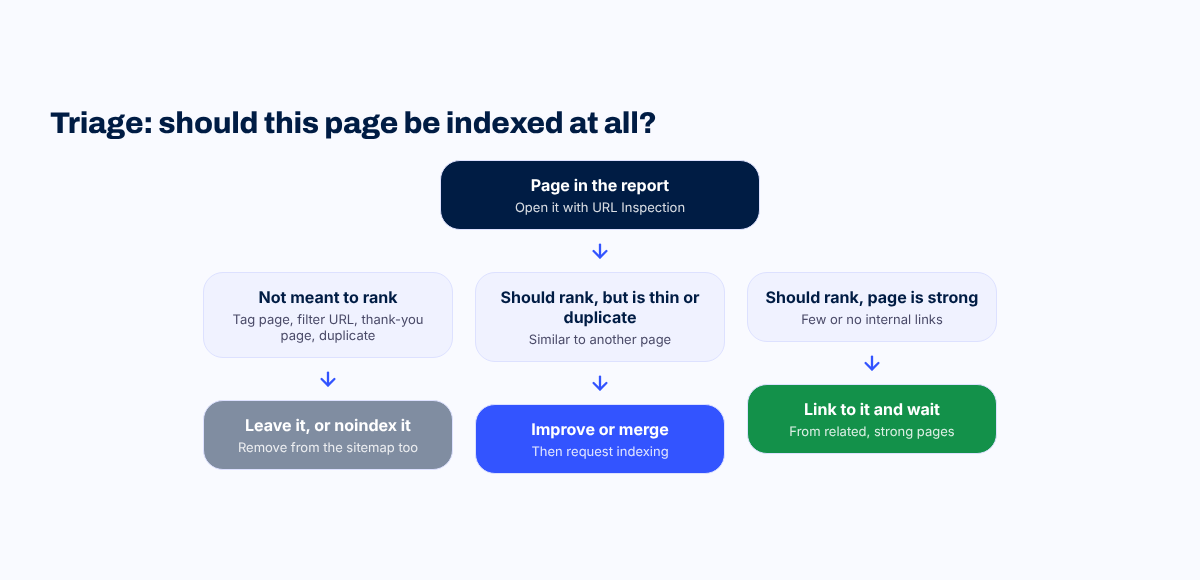 Triage: should this page be indexed at all?
Page in the report
Open it with URL Inspection
Not meant to rank
Tag page, filter URL, thank-you
page, duplicate
Leave it, or noindex it
Remove from the sitemap too
Should rank, but is thin or
duplicate
Similar to another page
Improve or merge
Then request indexing
Should rank, page is strong
Few or no internal links
Link to it and wait
From related, strong pages